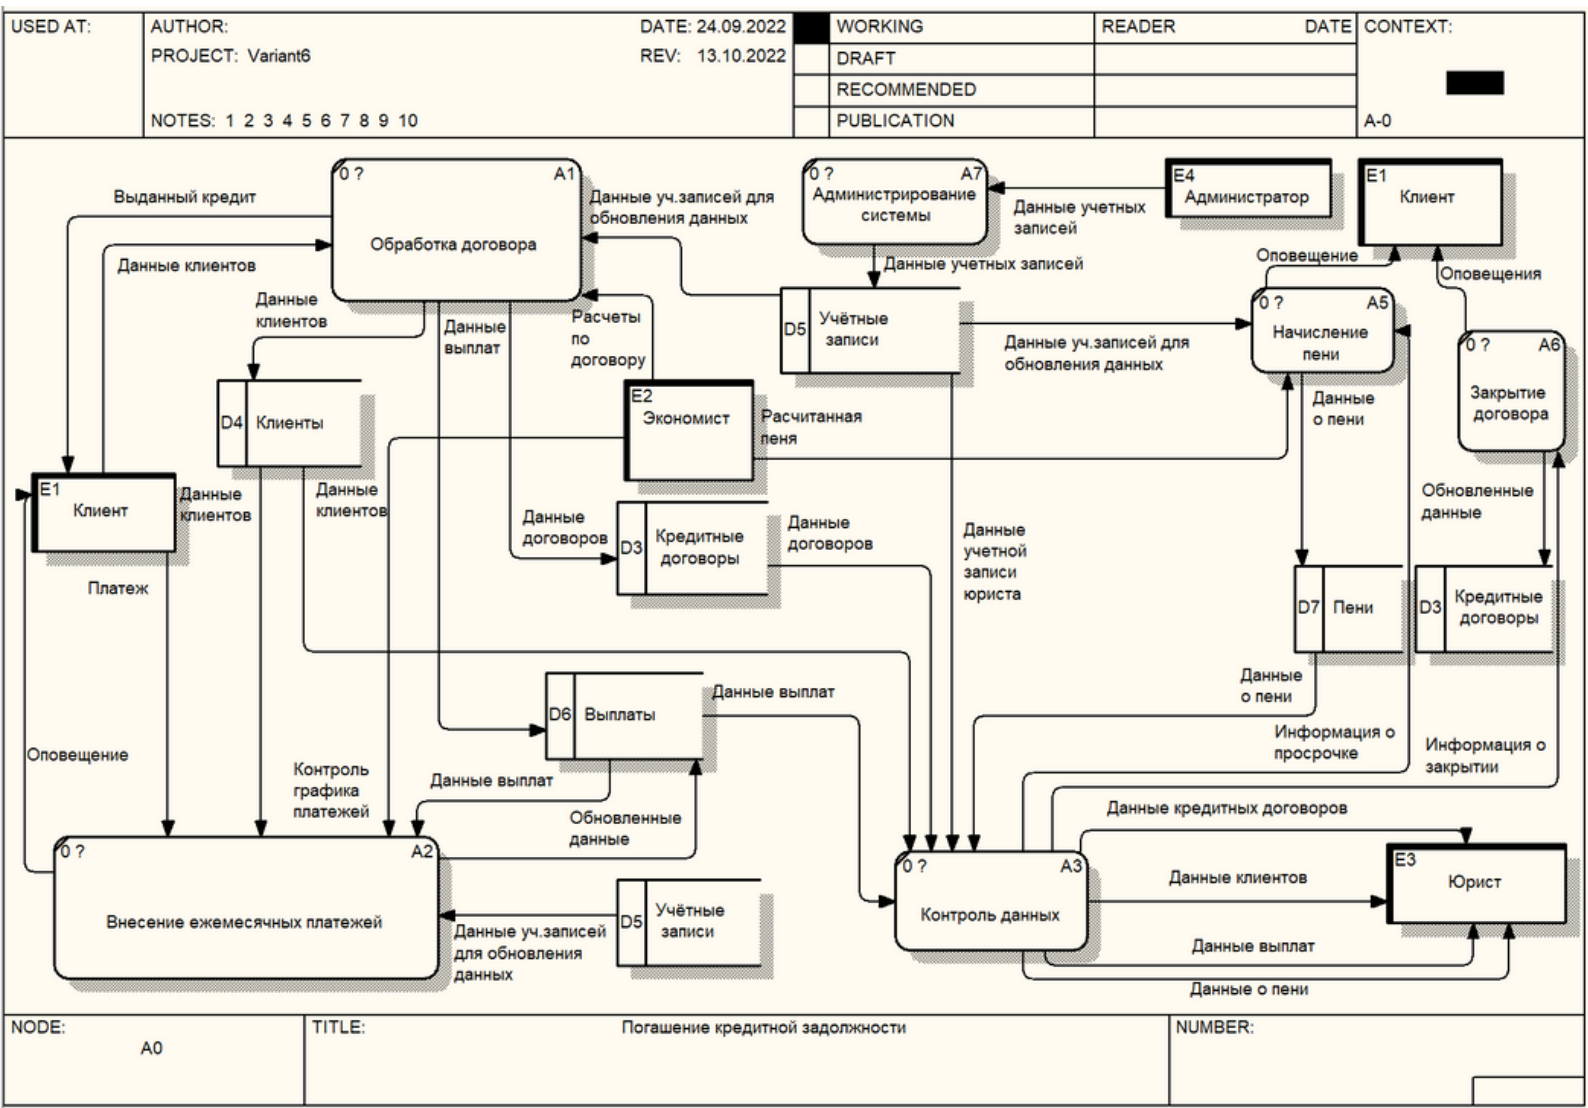 USED AT:
AUTHOR:
DATE: 24.09.2022
WORKING
READER
DATE
CONTEXT:
PROJECT: Variant6
REV: 13.10.2022
DRAFT
RECOMMENDED
NOTES: 1 2 3 4 5 6 7 8 9 10
PUBLICATION
A-0
0 ?
A1
Обработка договора
Выданный кредит
Данные клиентов
Данные уч.записей для
обновления данных
0 ?
A7
Администрирование
системы
E4
Администратор
Данные учетных
записей
E1
Клиент
Данные учетных записей
Оповещение
Оповещения
Данные
клиентов
Данные
выплат
Расчеты
по
договору
D5
Учётные
записи
Данные уч.записей для
обновления данных
0 ?
A5
Начисление
пени
0 ?
A6
Закрытие
договора
D4
Клиенты
E2
Экономист
Расчитанная
пеня
Данные
о пени
E1
Клиент
Данные
клиентов
Данные
клиентов
Данные
договоров
D3
Кредитные
договоры
Данные
договоров
Данные
учетной
записи
юриста
Обновленные
данные
Платеж
D7
Пени
D3
Кредитные
договоры
D6
Выплаты
Данные выплат
Данные
о пени
Оповещение
Контроль
графика
платежей
Данные выплат
Обновленные
данные
Информация о
просрочке
Информация о
закрытии
Данные кредитных договоров
0 ?
A2
Внесение ежемесячных платежей
D5
Учётные
записи
Данные уч.записей
для обновления
данных
0 ?
A3
Контроль данных
Данные клиентов
E3
Юрист
Данные выплат
Данные о пени
NODE:
A0
TITLE:
Погашение кредитной задолжности
NUMBER: